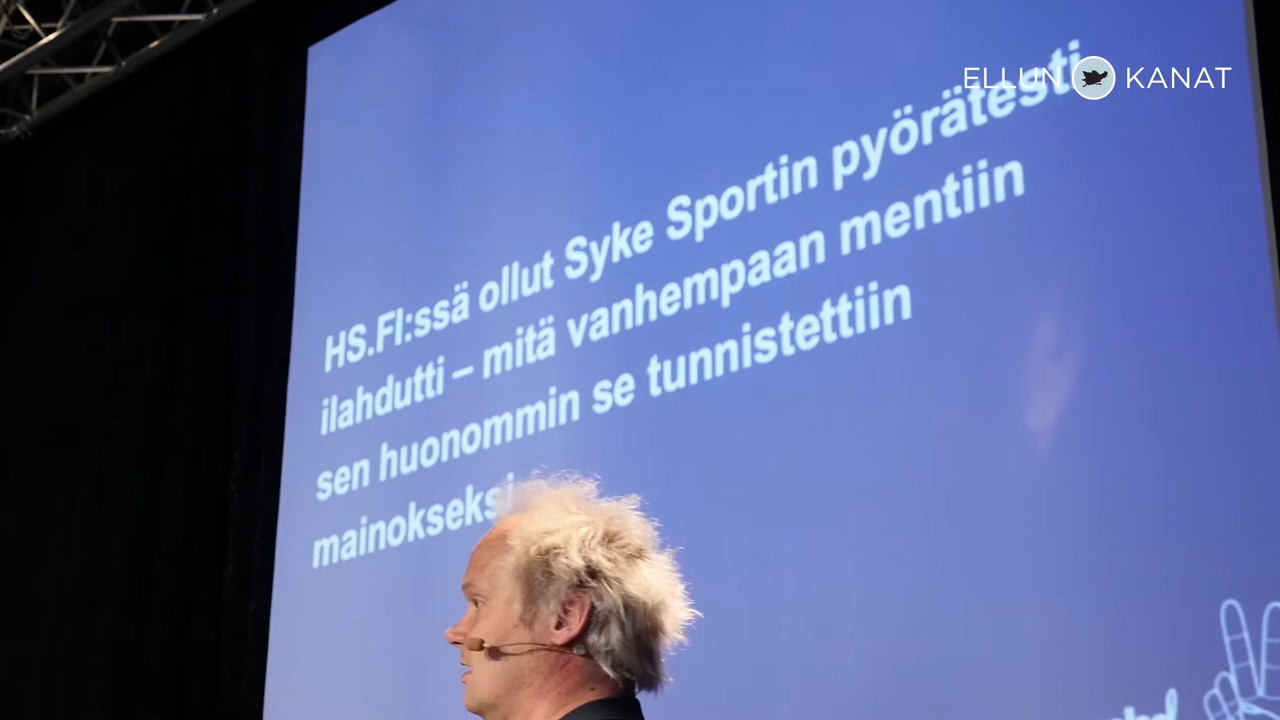 ELLUN KANAT
HS.FI:ssä ollut Syke Sportin pyörätesti
ilahdutti – mitä vanhempaan mentiin
sen huonommin se tunnistettiin
mainokseksi